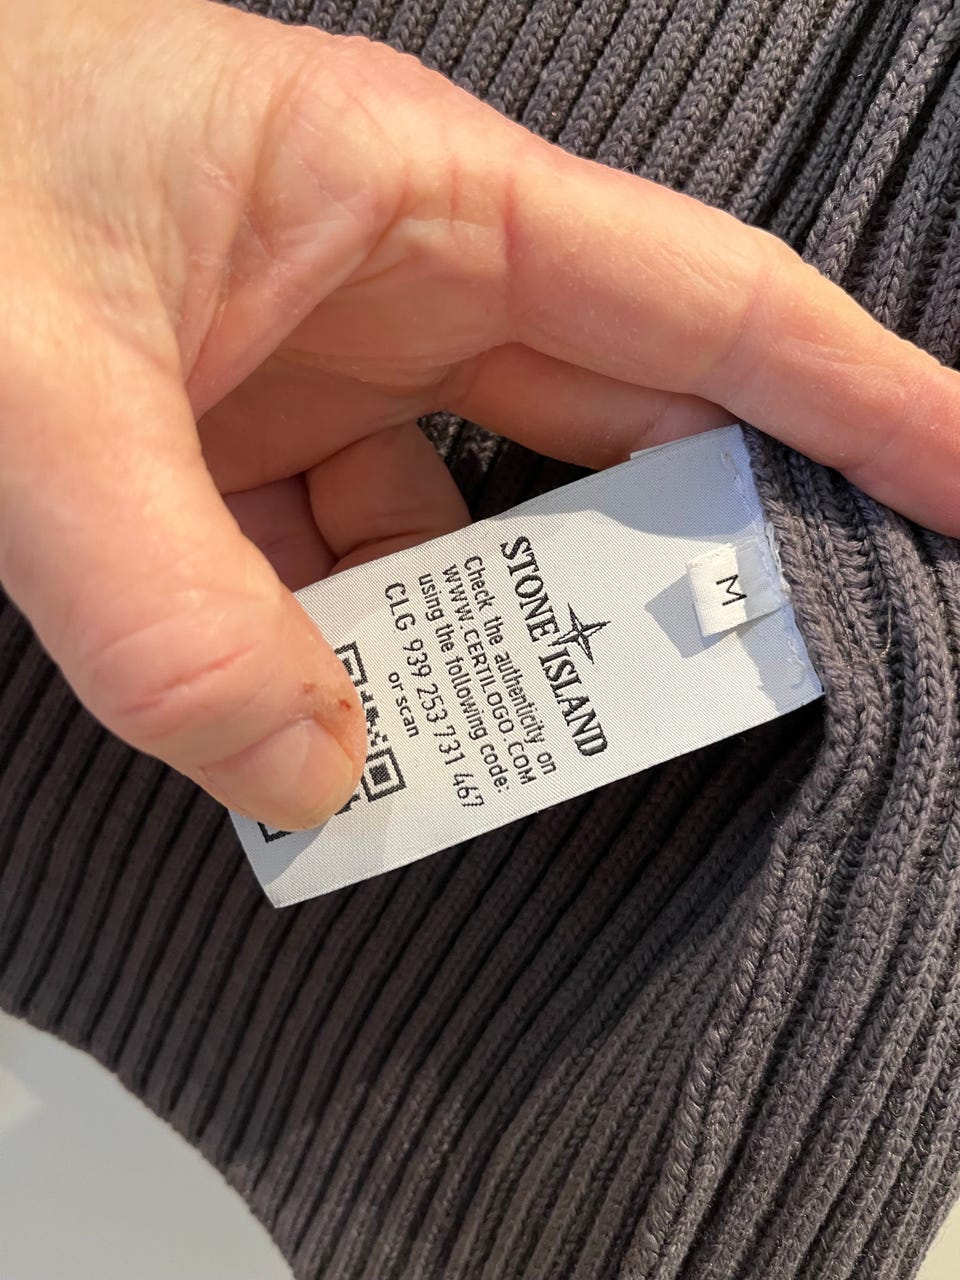 M
STONE ISLAND
Check the authenticity on
WWW.CERTILOGO.COM
using the following code:
CLG 939 253 731 467
or scan